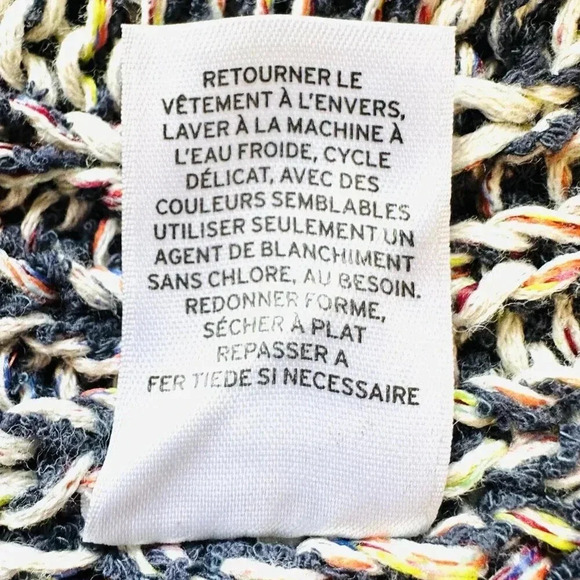 RETOURNER LE
VÊTEMENT À L'ENVERS,
LAVER À LA MACHINE À
L'EAU FROIDE, CYCLE
DÉLICAT, AVEC DES
COULEURS SEMBLABLES
UTILISER SEULEMENT UN
AGENT DE BLANCHIMENT
SANS CHLORE, AU BESOIN.
REDONNER FORME,
SÉCHER À PLAT
REPASSER A
FER TIEDE SI NECESSAIRE